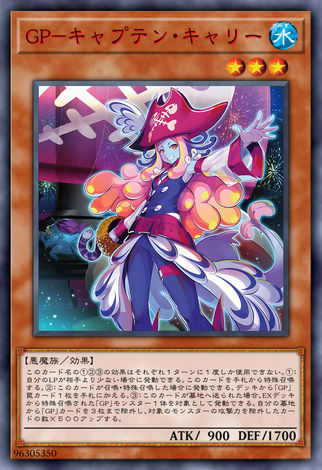 GP－キャプテン・キャリー
水
【悪魔族／効果】
このカード名の①②③の効果はそれぞれ１ターンに１度しか使用できない。①：
自分のLPが相手より少ない場合に発動できる。このカードを手札から特殊召喚
する。②：このカードが召喚・特殊召喚した場合に発動できる。デッキから「GP」
罠カード１枚を手札に加える。③：このカードが墓地へ送られた場合、EXデッキ
から特殊召喚された「GP」モンスター１体を対象として発動できる。自分の墓地
から「GP」カードを３枚まで除外し、対象のモンスターの攻撃力を除外したカー
ドの数×５００アップする。
ATK/ 900 DEF/1700
96305350